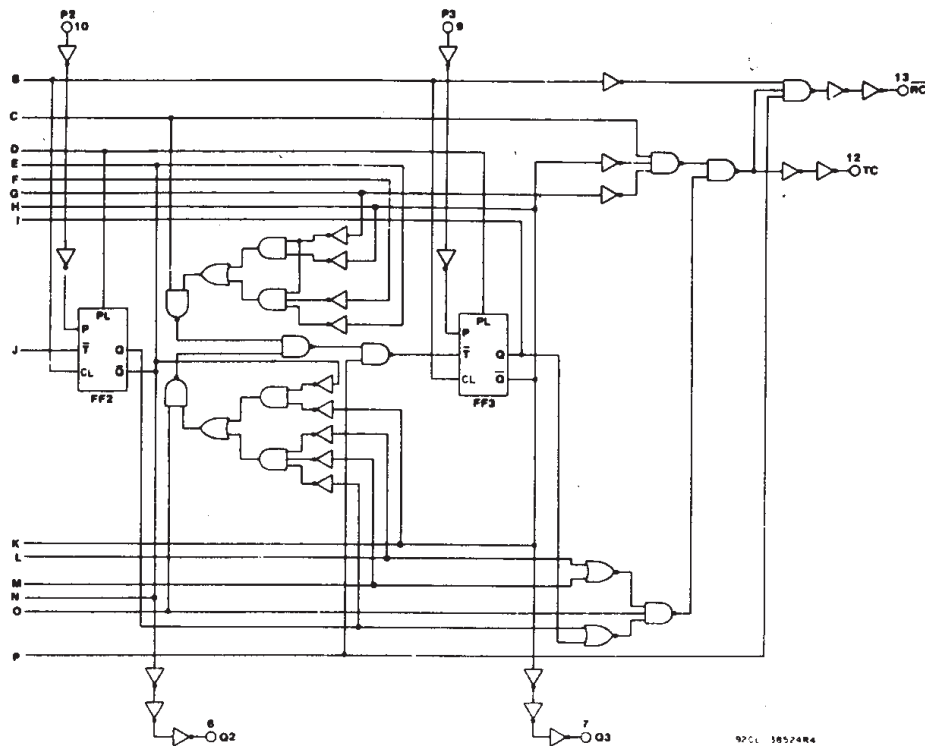 P2
10
P3
9
B
13
RC
C
D
E
12
TC
F
G
H
I
PL
P
T
Q
CL
Q
FF2
J
PL
P
T
Q
CL
Q
FF3
K
L
M
N
O
P
6
Q2
7
Q3
92CL 38524R4